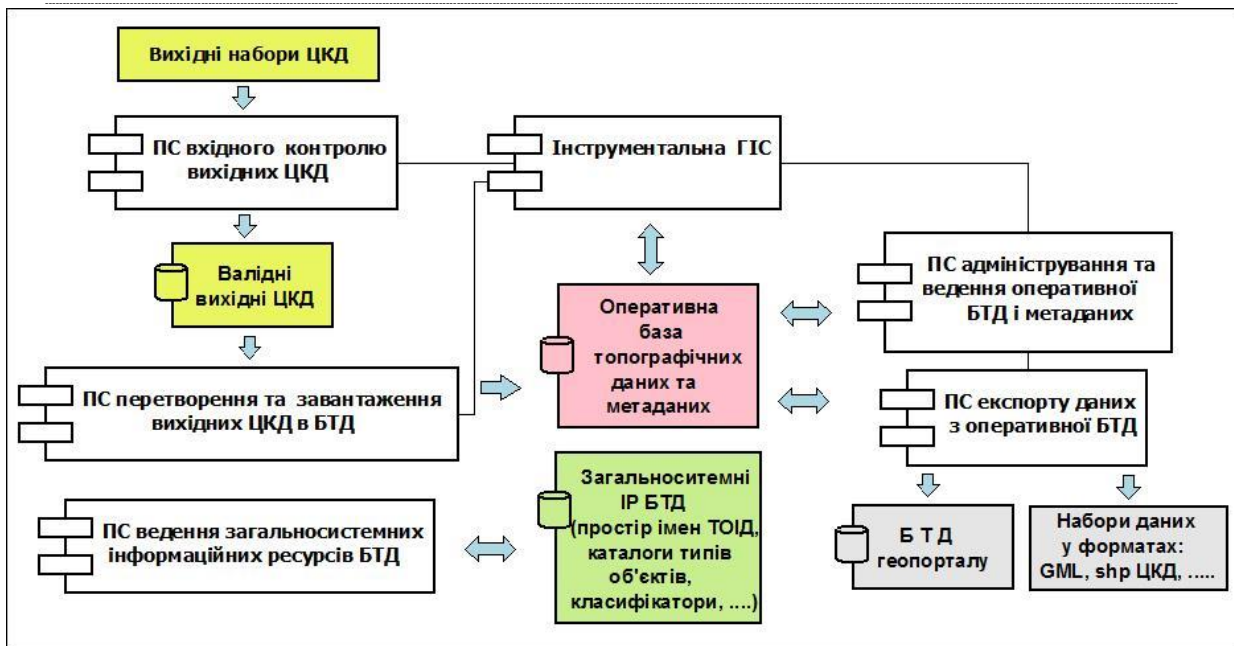 Вихідні набори ЦКД
ПС вхідного контролю
вихідних ЦКД
Інструментальна ГІС
Валідні
вихідні ЦКД
ПС адміністрування та
ведення оперативної
БТД і метаданих
Оперативна
база
топографічних
даних та
метаданих
ПС перетворення та завантаження
вихідних ЦКД в БТД
ПС експорту даних
з оперативної БТД
Загальноситемні
ІР БТД
(простір імен ТОІД,
каталоги типів
об'єктів,
класифікатори, ....)
ПС ведення загальносистемних
інформаційних ресурсів БТД
Б Т Д
геопорталу
Набори даних
у форматах:
GML, shp ЦКД, .....